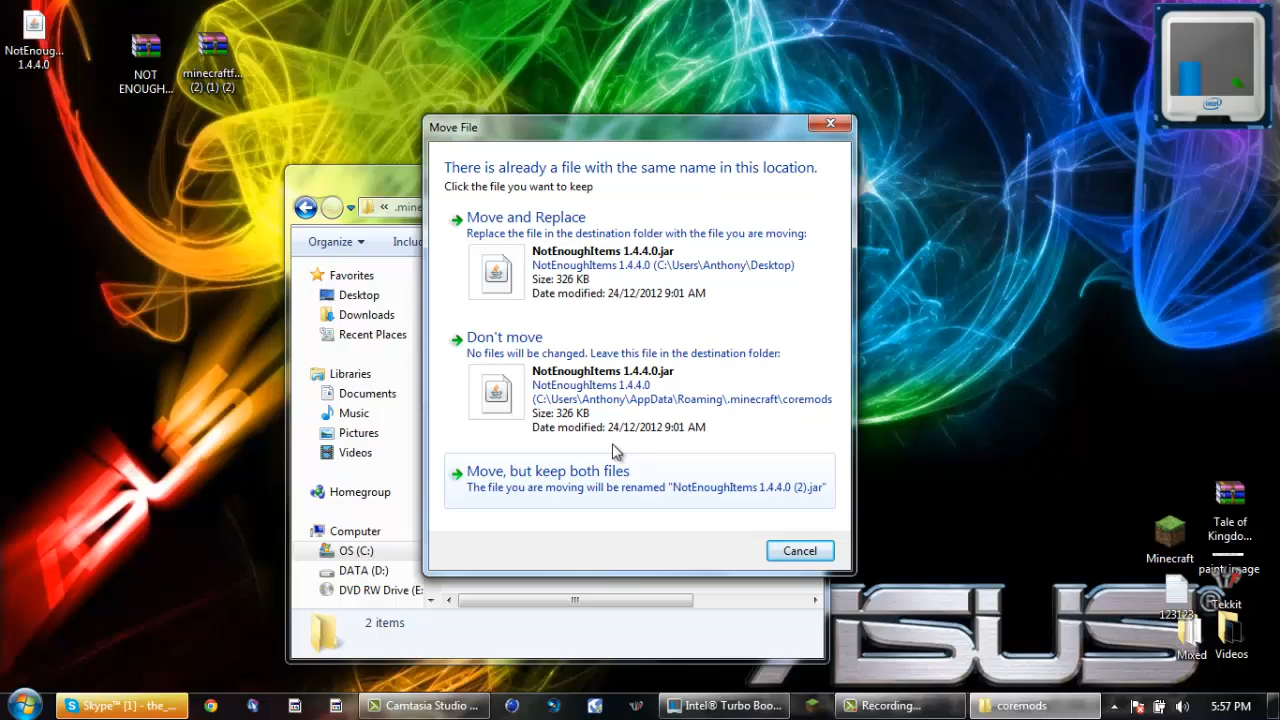 NotEnoug...
1.4.4.0
NOT
ENOUGH...
minecraftf...
(2) (1) (2)
intel
Move File
There is already a file with the same name in this location.
Click the file you want to keep
Move and Replace
Replace the file in the destination folder with the file you are moving:
NotEnoughItems 1.4.4.0.jar
NotEnoughItems 1.4.4.0 (C:\Users\Anthony\Desktop)
Size: 326 KB
Date modified: 24/12/2012 9:01 AM
Don't move
No files will be changed. Leave this file in the destination folder:
NotEnoughItems 1.4.4.0.jar
NotEnoughItems 1.4.4.0
(C:\Users\Anthony\AppData\Roaming\.minecraft\coremods
Size: 326 KB
Date modified: 24/12/2012 9:01 AM
Move, but keep both files
The file you are moving will be renamed "NotEnoughItems 1.4.4.0 (2).jar"
Cancel
« .mine
Organize
Includ
Favorites
Desktop
Downloads
Recent Places
Libraries
Documents
Music
Pictures
Videos
Homegroup
Computer
OS (C:)
DATA (D:)
DVD RW Drive (E:
2 items
Tale of
Kingdo...
Minecraft
paint image
123123
Tekkit
Mixed
Videos
Skype™ [1] - the_...
Camtasia Studio ...
Intel® Turbo Boo...
Recording...
coremods
5:57 PM